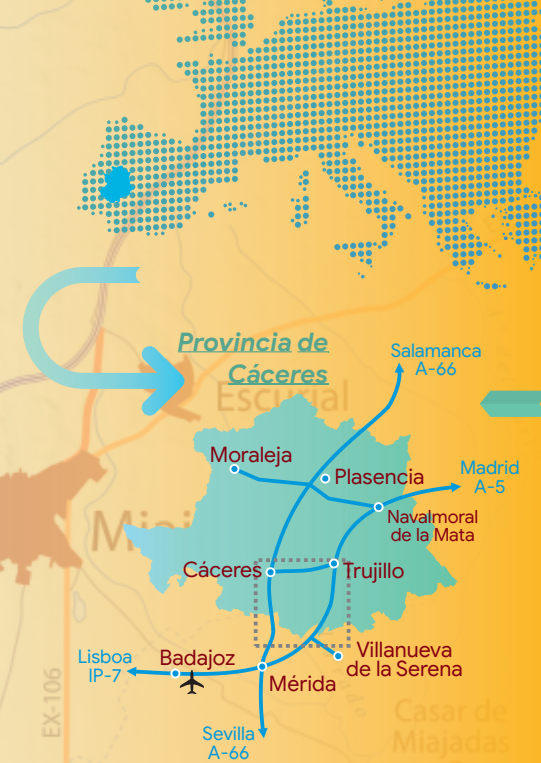 Provincia de
Cáceres
Salamanca
A-66
Escurial
Moraleja
Plasencia
Madrid
A-5
Navalmoral
de la Mata
Cáceres
Trujillo
Lisboa
IP-7
Badajoz
Villanueva
de la Serena
Mérida
EX-106
Sevilla
A-66
Casar de
Miajadas